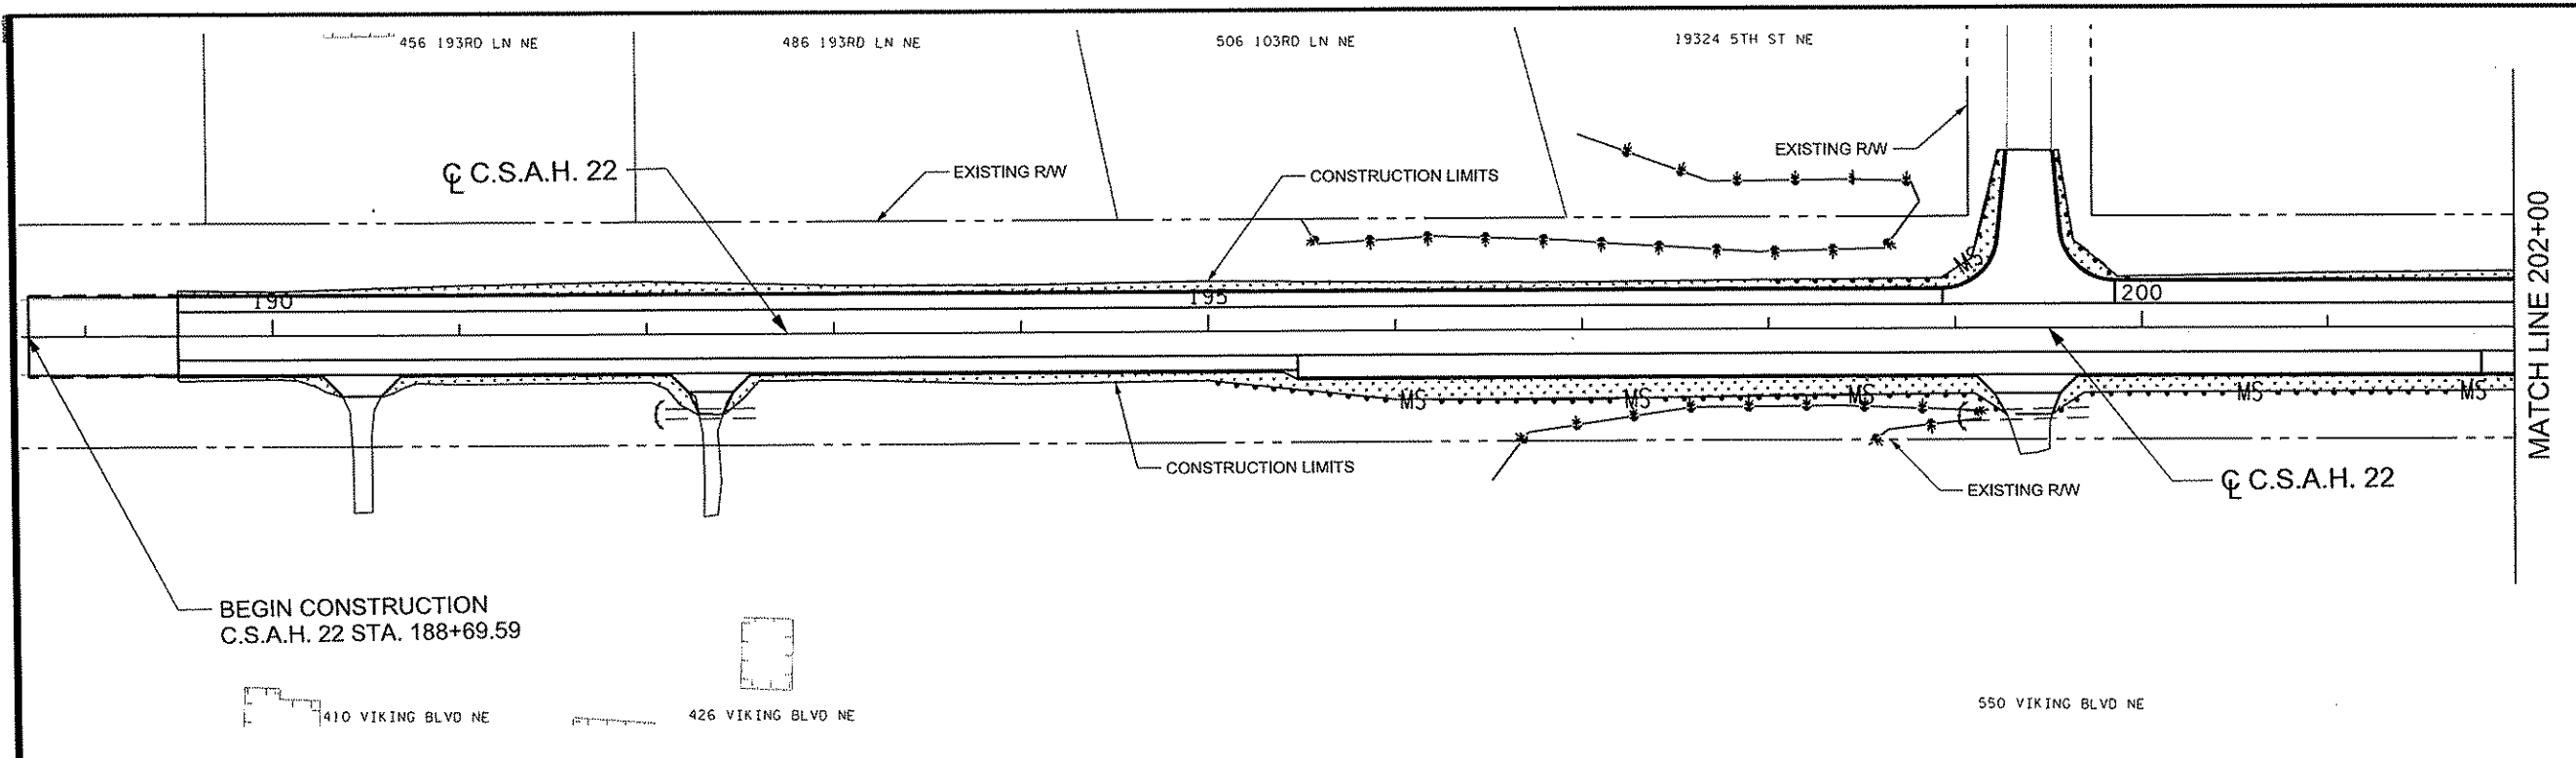 456 193RD LN NE
486 193RD LN NE
506 103RD LN NE
19324 5TH ST NE
EXISTING R/W
℄ C.S.A.H. 22
EXISTING R/W
CONSTRUCTION LIMITS
MATCH LINE 202+00
MS
190
195
200
MS
MS
MS
MS
MS
CONSTRUCTION LIMITS
EXISTING R/W
℄ C.S.A.H. 22
BEGIN CONSTRUCTION
C.S.A.H. 22 STA. 188+69.59
410 VIKING BLVD NE
426 VIKING BLVD NE
550 VIKING BLVD NE